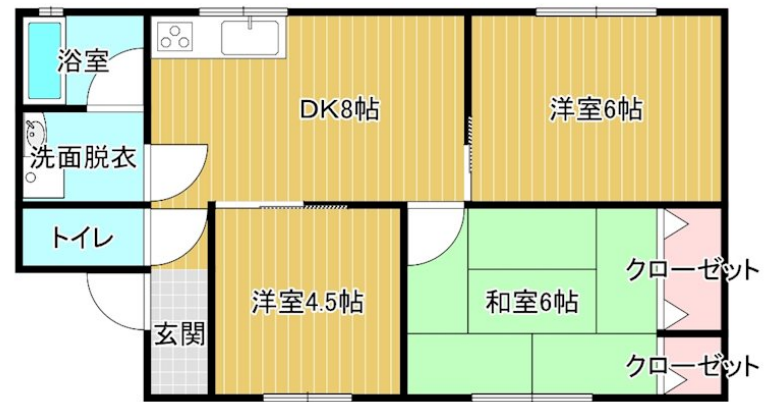 浴室
DK8帖
洋室6帖
洗面脱衣
トイレ
洋室4.5帖
和室6帖
クローゼット
玄関
クローゼット